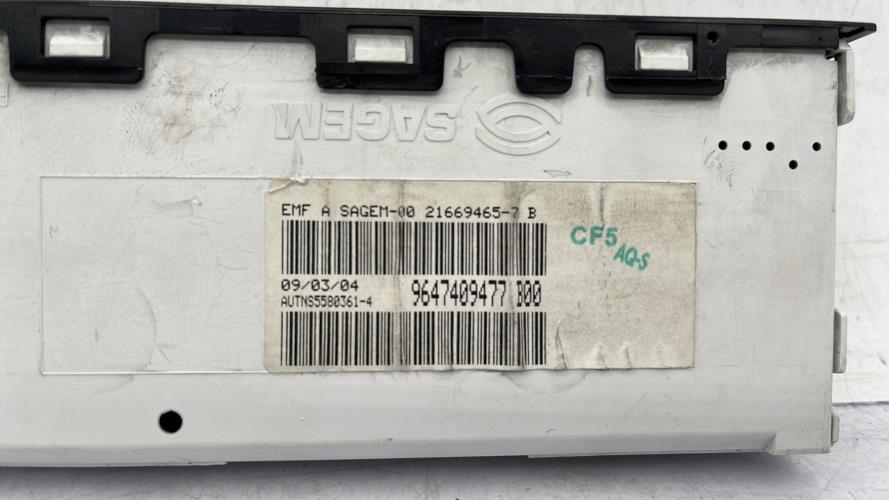 SAGEM
EMF A SAGEM-00 21669465-7 B
CF5
AQ-S
09/03/04
AUTNS5580361-4
9647409477 B00